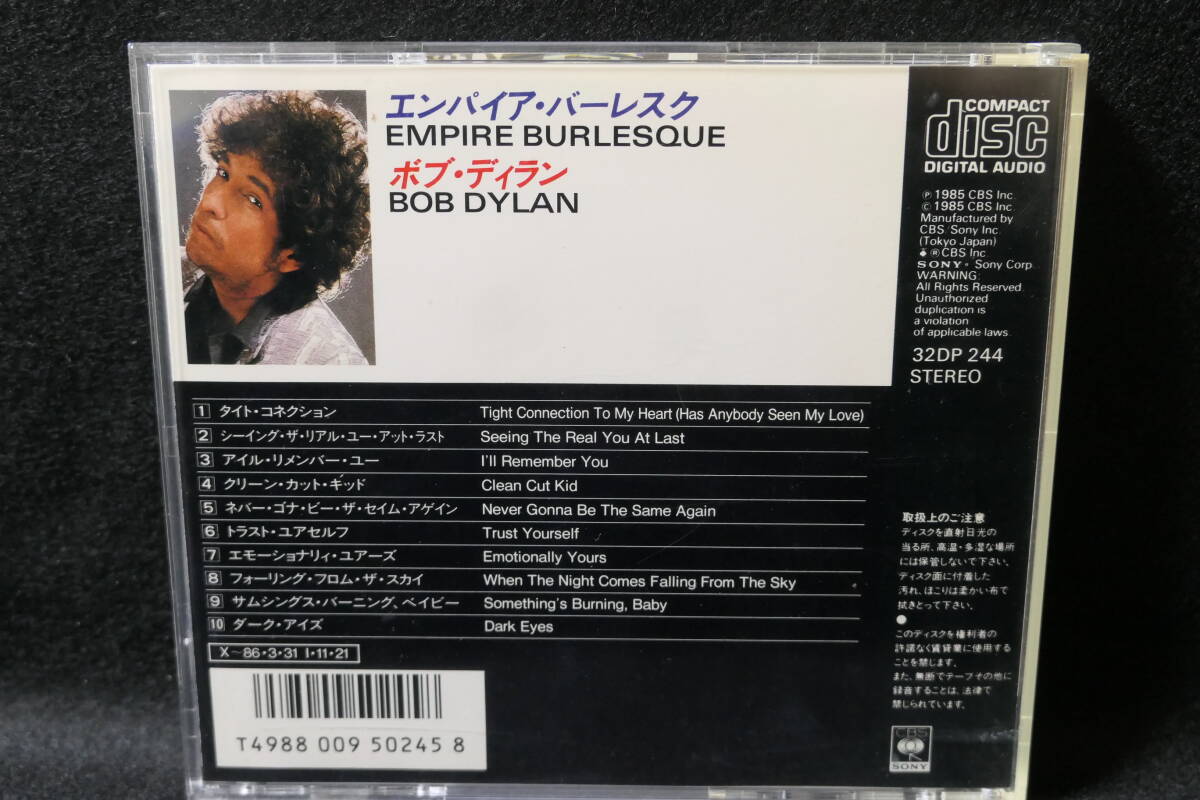 エンパイア・バーレスク
EMPIRE BURLESQUE
ボブ・ディラン
BOB DYLAN
COMPACT
disc
DIGITAL AUDIO
℗ 1985 CBS Inc.
© 1985 CBS Inc.
Manufactured by
CBS/Sony Inc.
(Tokyo Japan)
® CBS Inc.
SONY® Sony Corp.
WARNING:
All Rights Reserved.
Unauthorized
duplication is
a violation
of applicable laws.
32DP 244
STEREO
1 タイト・コネクション Tight Connection To My Heart (Has Anybody Seen My Love)
2 シーイング・ザ・リアル・ユー・アット・ラスト Seeing The Real You At Last
3 アイル・リメンバー・ユー I'll Remember You
4 クリーン・カット・ギッド Clean Cut Kid
5 ネバー・ゴナ・ビー・ザ・セイム・アゲイン Never Gonna Be The Same Again
6 トラスト・ユアセルフ Trust Yourself
7 エモーショナリィ・ユアーズ Emotionally Yours
8 フォーリング・フロム・ザ・スカイ When The Night Comes Falling From The Sky
9 サムシングス・バーニング、ベイビー Something's Burning, Baby
10 ダーク・アイズ Dark Eyes
X〜86・3・31 I・11・21
T4988 009 50245 8
取扱上のご注意
ディスクを直射日光の
当る所、高温・多湿な場所
には保管しないで下さい。
ディスク面に付着した
汚れ、ほこりは柔かい布で
拭きとって下さい。
●
このディスクを権利者の
許諾なく賃貸業に使用する
ことを禁じます。
また、無断でテープその他に
録音することは、法律で
禁じられています。
CBS
SONY